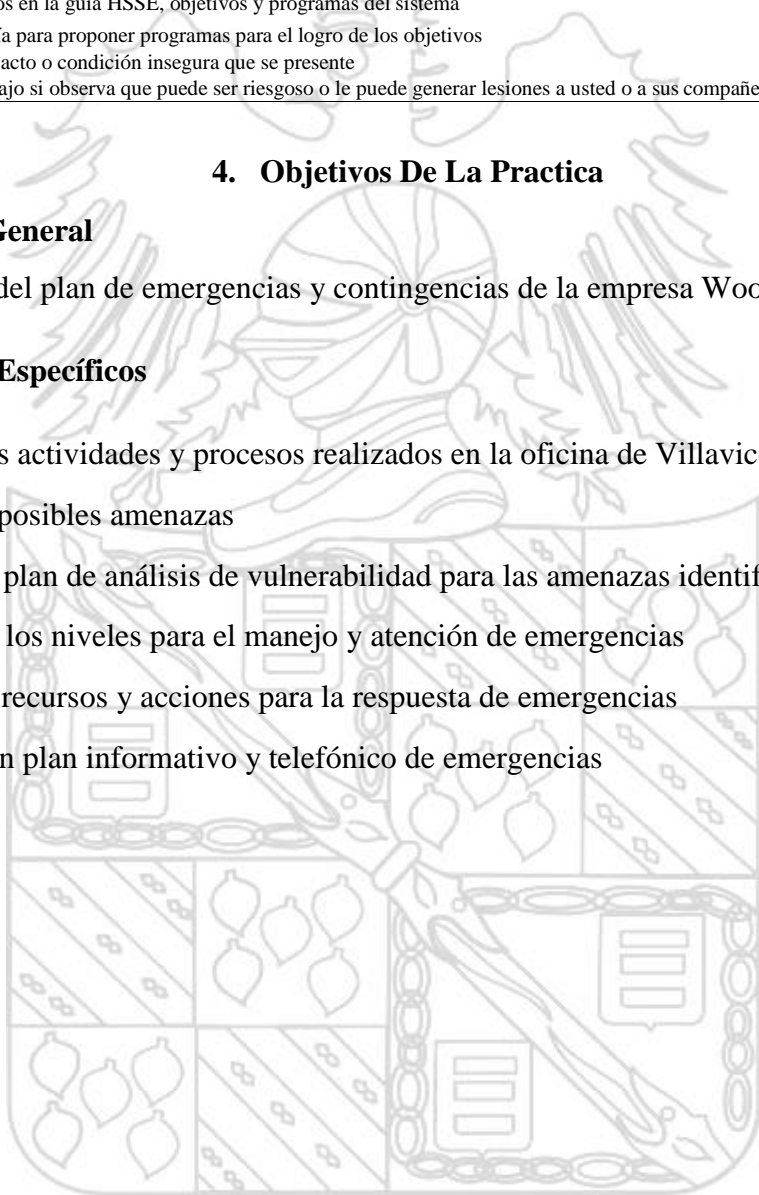 os en la guía HSSE, objetivos y programas del sistema
ía para proponer programas para el logro de los objetivos
acto o condición insegura que se presente
ajo si observa que puede ser riesgoso o le puede generar lesiones a usted o a sus compañe
4. Objetivos De La Practica
General
del plan de emergencias y contingencias de la empresa Woo
Específicos
s actividades y procesos realizados en la oficina de Villavic
posibles amenazas
plan de análisis de vulnerabilidad para las amenazas identif
los niveles para el manejo y atención de emergencias
recursos y acciones para la respuesta de emergencias
n plan informativo y telefónico de emergencias